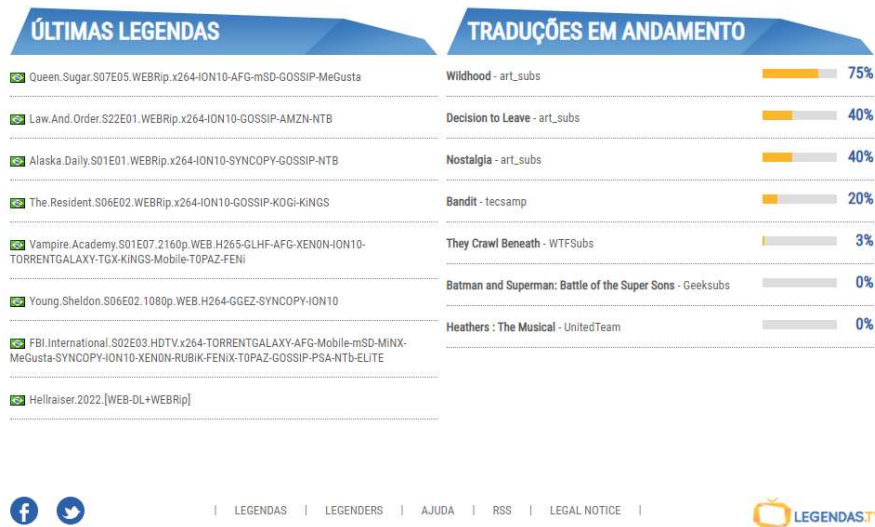 ÚLTIMAS LEGENDAS
Queen.Sugar.S07E05.WEBRip.x264-ION10-AFG-mSD-GOSSIP-MeGusta
Law.And.Order.S22E01.WEBRip.x264-ION10-GOSSIP-AMZN-NTB
Alaska.Daily.S01E01.WEBRip.x264-ION10-SYNCOPY-GOSSIP-NTB
The.Resident.S06E02.WEBRip.x264-ION10-GOSSIP-KOGi-KiNGS
Vampire.Academy.S01E07.2160p.WEB.H265-GLHF-AFG-XEN0N-ION10-
TORRENTGALAXY-TGX-KiNGS-Mobile-T0PAZ-FENi
Young.Sheldon.S06E02.1080p.WEB.H264-GGEZ-SYNCOPY-ION10
FBI.International.S02E03.HDTV.x264-TORRENTGALAXY-AFG-Mobile-mSD-MiNX-
MeGusta-SYNCOPY-ION10-XEN0N-RUBiK-FENiX-T0PAZ-GOSSIP-PSA-NTb-ELiTE
Hellraiser.2022.[WEB-DL+WEBRip]
TRADUÇÕES EM ANDAMENTO
Wildhood - art_subs 75%
Decision to Leave - art_subs 40%
Nostalgia - art_subs 40%
Bandit - tecsamp 20%
They Crawl Beneath - WTFSubs 3%
Batman and Superman: Battle of the Super Sons - Geeksubs 0%
Heathers : The Musical - UnitedTeam 0%
| LEGENDAS | LEGENDERS | AJUDA | RSS | LEGAL NOTICE |
LEGENDAS.T